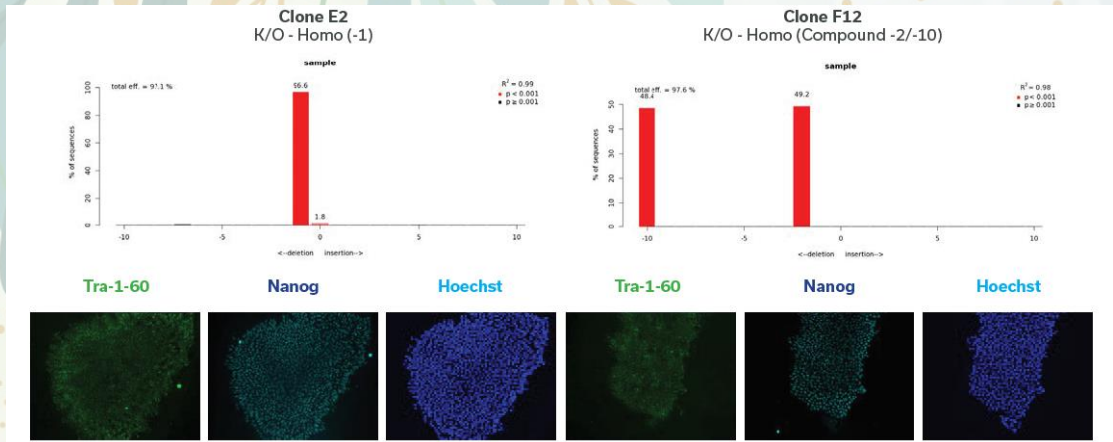 Clone E2
K/O - Homo (-1)
sample
total eff. = 97.1 %
R² = 0.99
p < 0.001
p ≥ 0.001
% of sequences
100
80
60
40
20
0
96.6
1.8
-10
-5
0
5
10
<--deletion insertion-->
Clone F12
K/O - Homo (Compound -2/-10)
sample
total eff. = 97.6 %
R² = 0.98
p < 0.001
p ≥ 0.001
% of sequences
50
40
30
20
10
0
48.4
49.2
-10
-5
0
5
10
<--deletion insertion-->
Tra-1-60 Nanog Hoechst Tra-1-60 Nanog Hoechst